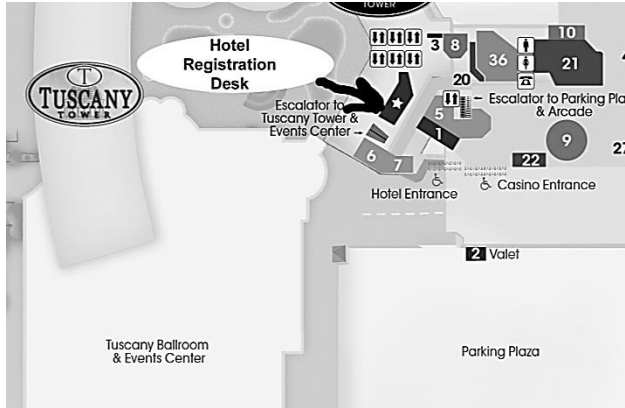 TOWER
Hotel
Registration
Desk
3
8
36
10
21
20
T
TUSCANY
TOWER
Escalator to
Tuscany Tower &
Events Center
Escalator to Parking Pla
& Arcade
5
1
6
7
9
22
27
Hotel Entrance
Casino Entrance
2 Valet
Tuscany Ballroom
& Events Center
Parking Plaza